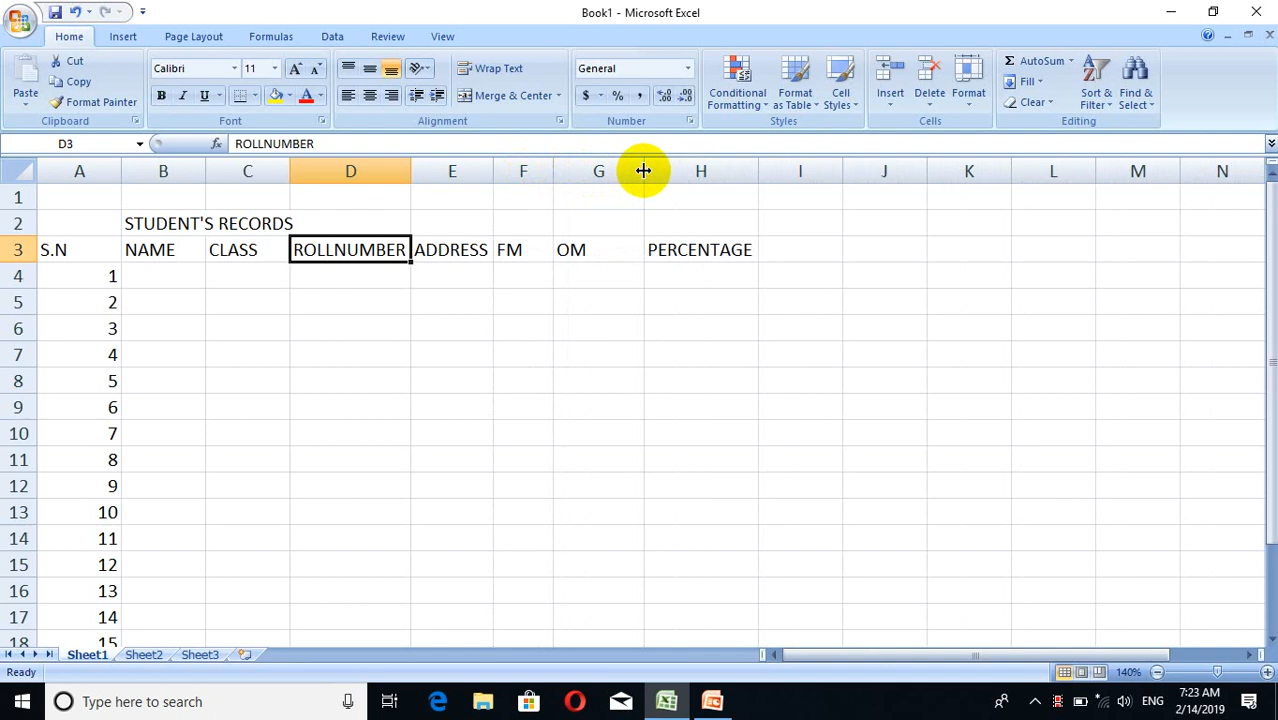 Book1 - Microsoft Excel
Home Insert Page Layout Formulas Data Review View
Paste
Cut
Copy
Format Painter
Clipboard
Calibri 11
B I U
Font
Wrap Text
Merge & Center
Alignment
General
$ % ,
Number
Conditional Formatting
Format as Table
Cell Styles
Styles
Insert Delete Format
Cells
AutoSum
Fill
Clear
Sort & Filter
Find & Select
Editing
D3 fx ROLLNUMBER
A B C D E F G H I J K L M N
1
2 STUDENT'S RECORDS
3 S.N NAME CLASS ROLLNUMBER ADDRESS FM OM PERCENTAGE
4 1
5 2
6 3
7 4
8 5
9 6
10 7
11 8
12 9
13 10
14 11
15 12
16 13
17 14
18 15
Sheet1 Sheet2 Sheet3
Ready 140%
Type here to search
ENG
7:23 AM
2/14/2019